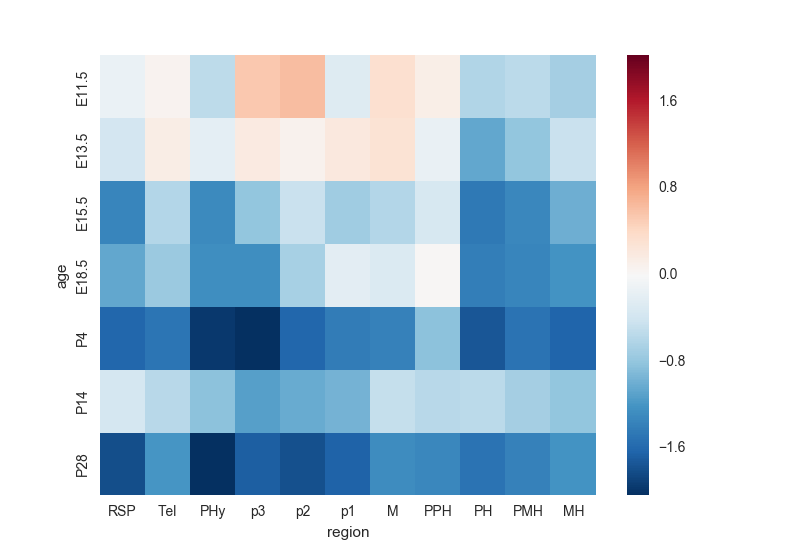 E11.5
E13.5
E15.5
E18.5
P4
P14
P28
age
RSP Tel PHy p3 p2 p1 M PPH PH PMH MH
region
1.6
0.8
0.0
−0.8
−1.6